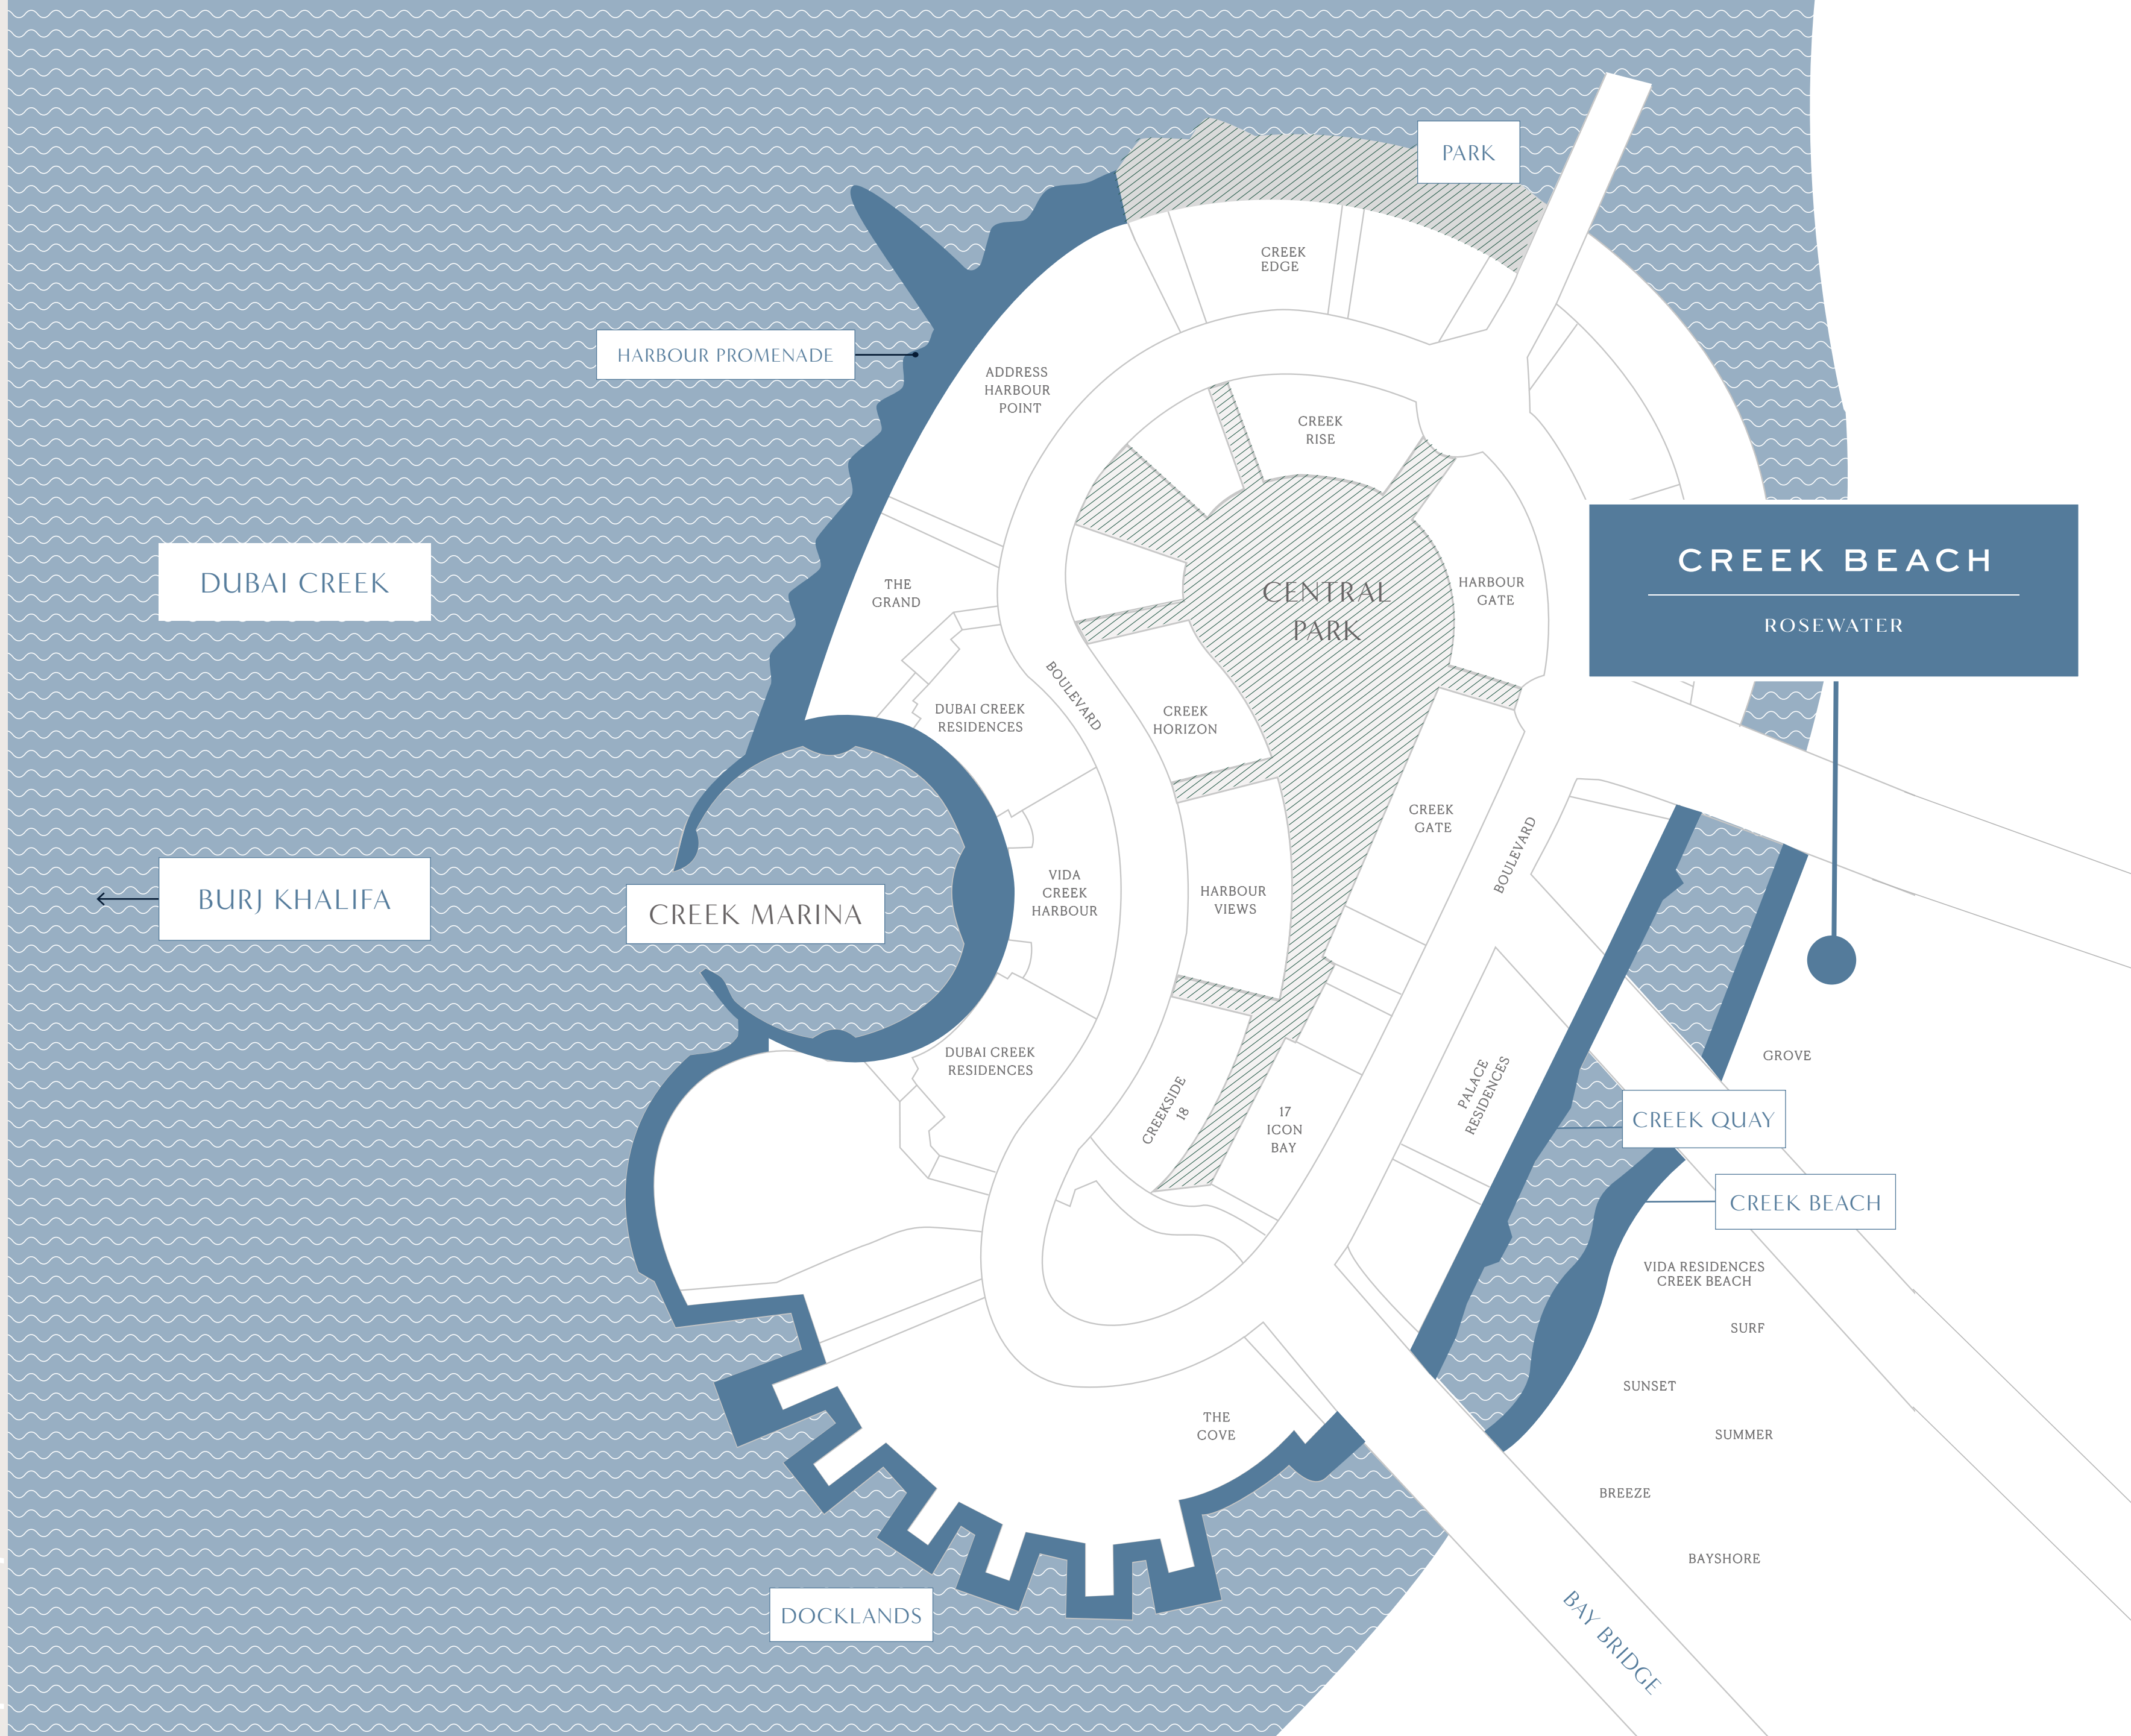 PARK
CREEK
EDGE
HARBOUR PROMENADE
ADDRESS
HARBOUR
POINT
CREEK
RISE
DUBAI CREEK
THE
GRAND
CENTRAL
PARK
HARBOUR
GATE
CREEK BEACH
ROSEWATER
DUBAI CREEK
RESIDENCES
BOULEVARD
CREEK
HORIZON
CREEK
GATE
BOULEVARD
BURJ KHALIFA
CREEK MARINA
VIDA
CREEK
HARBOUR
HARBOUR
VIEWS
DUBAI CREEK
RESIDENCES
CREEKSIDE
18
17
ICON
BAY
PALACE
RESIDENCES
GROVE
CREEK QUAY
CREEK BEACH
VIDA RESIDENCES
CREEK BEACH
SURF
SUNSET
SUMMER
THE
COVE
BREEZE
BAYSHORE
DOCKLANDS
BAY BRIDGE